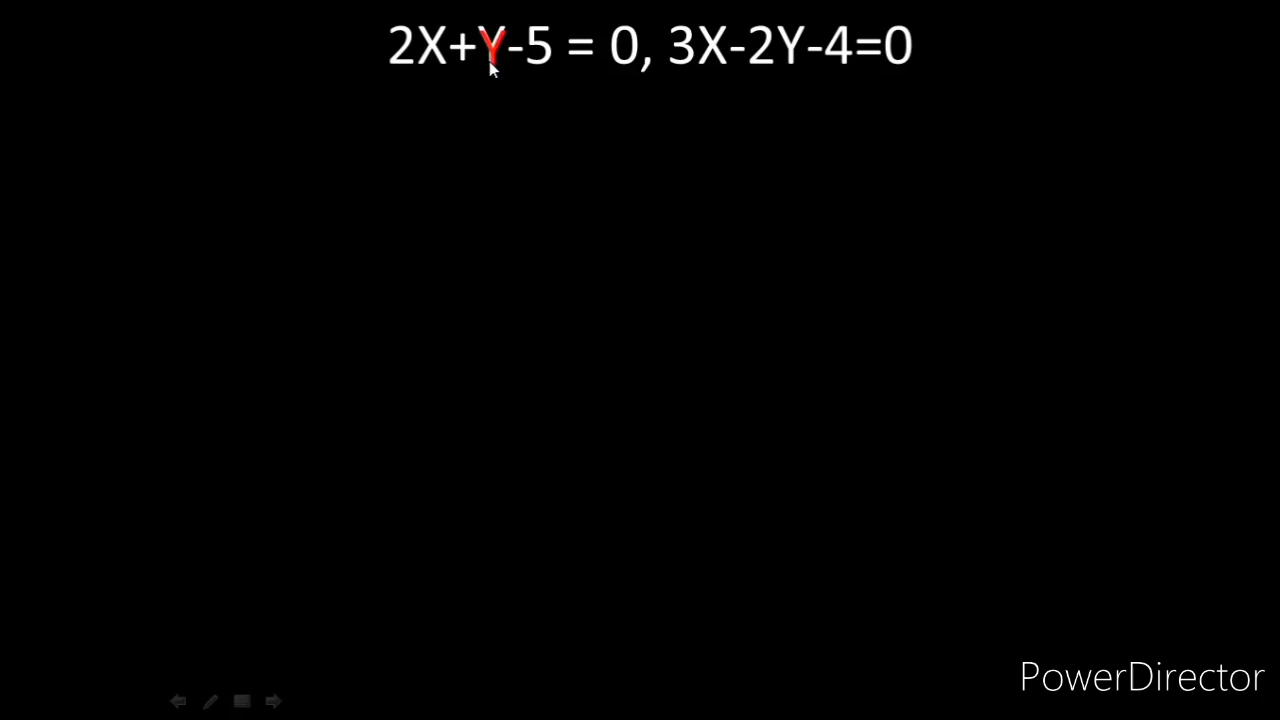 2X+Y-5 = 0, 3X-2Y-4=0
PowerDirector